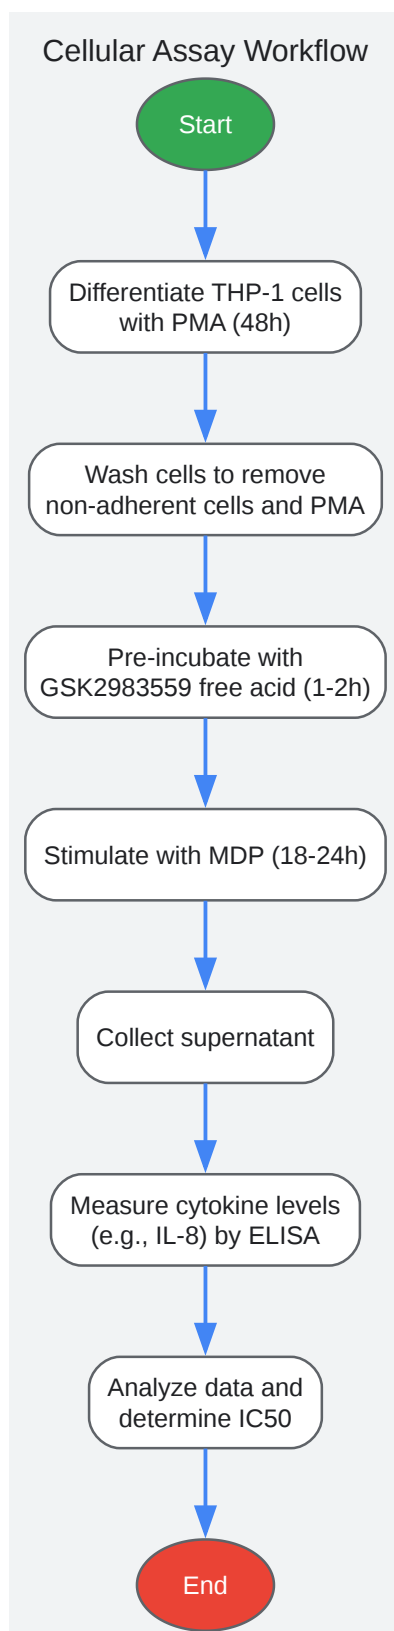 Cellular Assay Workflow
Start
Differentiate THP-1 cells
with PMA (48h)
Wash cells to remove
non-adherent cells and PMA
Pre-incubate with
GSK2983559 free acid (1-2h)
Stimulate with MDP (18-24h)
Collect supernatant
Measure cytokine levels
(e.g., IL-8) by ELISA
Analyze data and
determine IC50
End